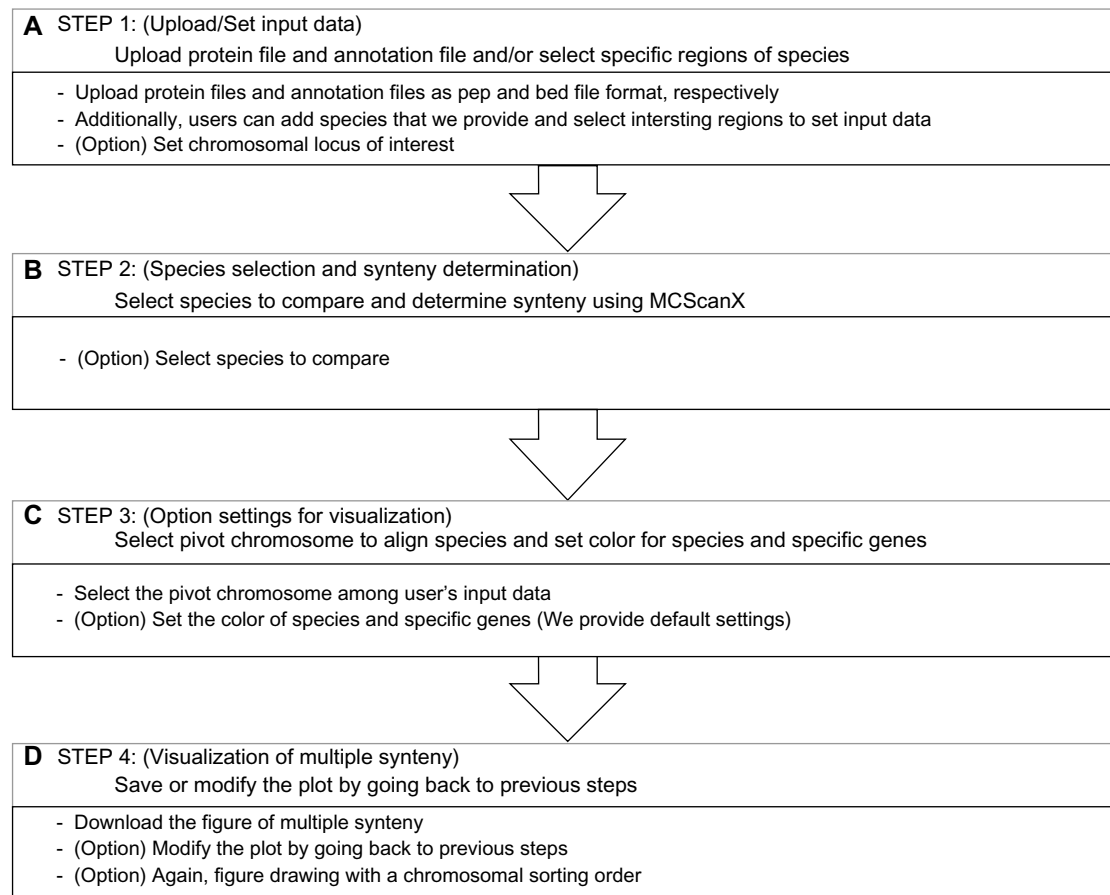 A STEP 1: (Upload/Set input data)
Upload protein file and annotation file and/or select specific regions of species
- Upload protein files and annotation files as pep and bed file format, respectively
- Additionally, users can add species that we provide and select intersting regions to set input data
- (Option) Set chromosomal locus of interest
B STEP 2: (Species selection and synteny determination)
Select species to compare and determine synteny using MCScanX
- (Option) Select species to compare
C STEP 3: (Option settings for visualization)
Select pivot chromosome to align species and set color for species and specific genes
- Select the pivot chromosome among user’s input data
- (Option) Set the color of species and specific genes (We provide default settings)
D STEP 4: (Visualization of multiple synteny)
Save or modify the plot by going back to previous steps
- Download the figure of multiple synteny
- (Option) Modify the plot by going back to previous steps
- (Option) Again, figure drawing with a chromosomal sorting order